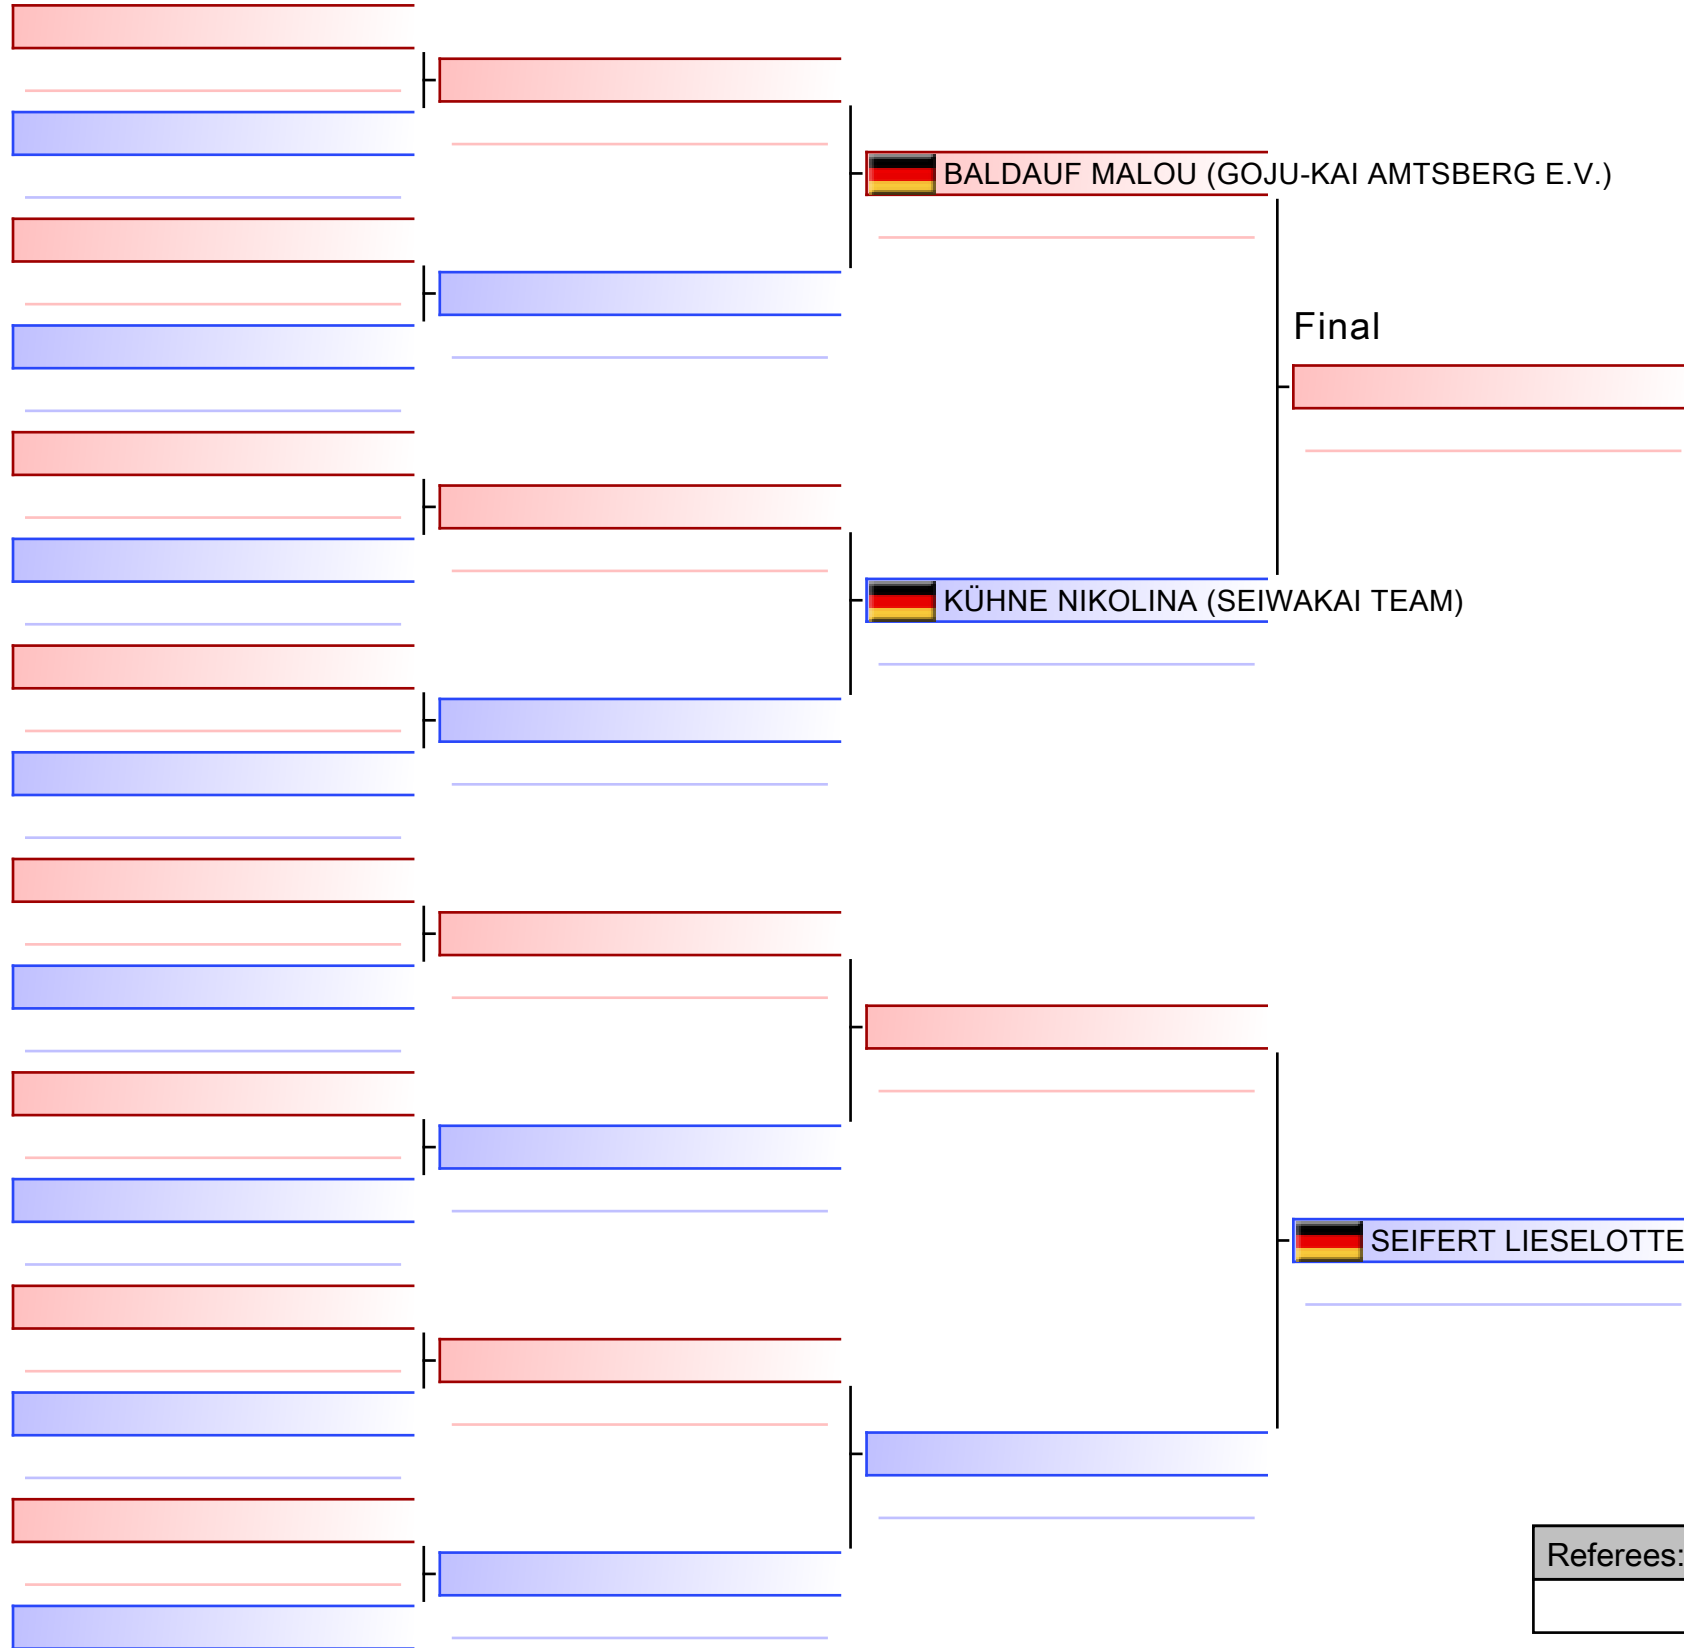 BALDAUF MALOU (GOJU-KAI AMTSBERG E.V.)
Final
KÜHNE NIKOLINA (SEIWAKAI TEAM)
SEIFERT LIESELOTTE
Referees: